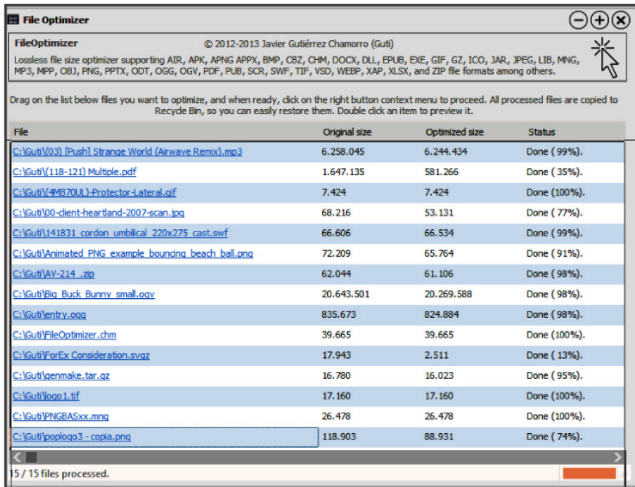 File Optimizer
FileOptimizer © 2012-2013 Javier Gutiérrez Chamorro (Guti)
Lossless file size optimizer supporting AIR, APK, APNG APPX, BMP, CBZ, CHM, DOCX, DLL, EPUB, EXE, GIF, GZ, ICO, JAR, JPEG, LIB, MNG,
MP3, MPP, OBJ, PNG, PPTX, ODT, OGG, OGV, PDF, PUB, SCR, SWF, TIF, VSD, WEBP, XAP, XLSX, and ZIP file formats among others.
Drag on the list below files you want to optimize, and when ready, click on the right button context menu to proceed. All processed files are copied to
Recycle Bin, so you can easily restore them. Double click an item to preview it.
File Original size Optimized size Status
C:\Guti\(03) [Push] Strange World (Airwave Remix).mp3 6.258.045 6.244.434 Done ( 99%).
C:\Guti\(118-121) Multiple.pdf 1.647.135 581.266 Done ( 35%).
C:\Guti\(4MB70UL)-Protector-Lateral.gif 7.424 7.424 Done (100%).
C:\Guti\00-client-heartland-2007-scan.jpg 68.216 53.131 Done ( 77%).
C:\Guti\141831_cordon_umbilical_220x275_cast.swf 66.606 66.534 Done ( 99%).
C:\Guti\Animated_PNG_example_bouncing_beach_ball.png 72.209 65.764 Done ( 91%).
C:\Guti\AV-214_.zip 62.044 61.106 Done ( 98%).
C:\Guti\Big_Buck_Bunny_small.ogv 20.643.501 20.269.588 Done ( 98%).
C:\Guti\entry.ogg 835.673 824.884 Done ( 98%).
C:\Guti\FileOptimizer.chm 39.665 39.665 Done (100%).
C:\Guti\ForEx Consideration.svgz 17.943 2.511 Done ( 13%).
C:\Guti\genmake.tar.gz 16.780 16.023 Done ( 95%).
C:\Guti\logo1.tif 17.160 17.160 Done (100%).
C:\Guti\PNGBASxx.mng 26.478 26.478 Done (100%).
C:\Guti\poplogo3 - copia.png 118.903 88.931 Done ( 74%).
15 / 15 files processed.